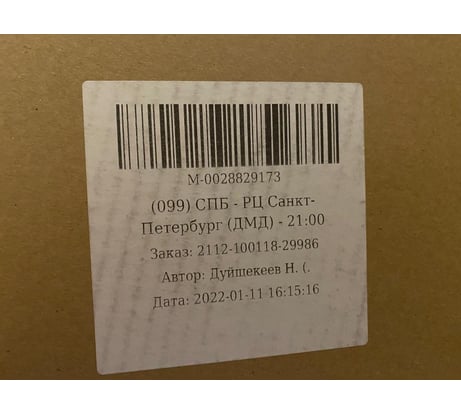 М-0028829173
(099) СПБ - РЦ Санкт-
Петербург (ДМД) - 21:00
Заказ: 2112-100118-29986
Автор: Дуйшекеев Н. (.
Дата: 2022-01-11 16:15:16